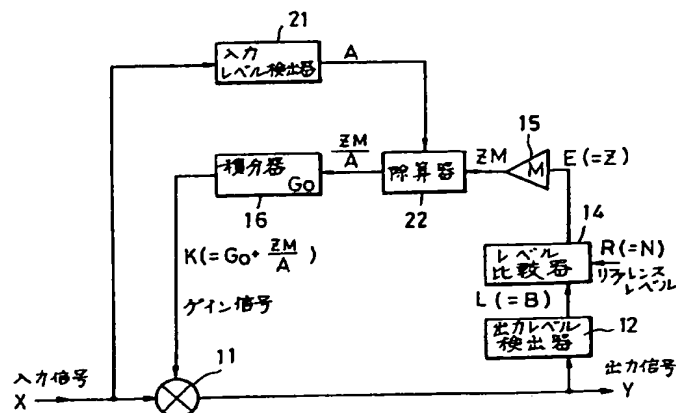 21
入力
レベル検出器
A
積分器
G0
16
ZM
A
除算器
22
ZM
15
M
E(=Z)
14
レベル
比較器
R(=N)
リファレンス
レベル
K(=G0+ZM/A)
ゲイン信号
L(=B)
出力レベル
検出器
12
入力信号
X
11
出力信号
Y